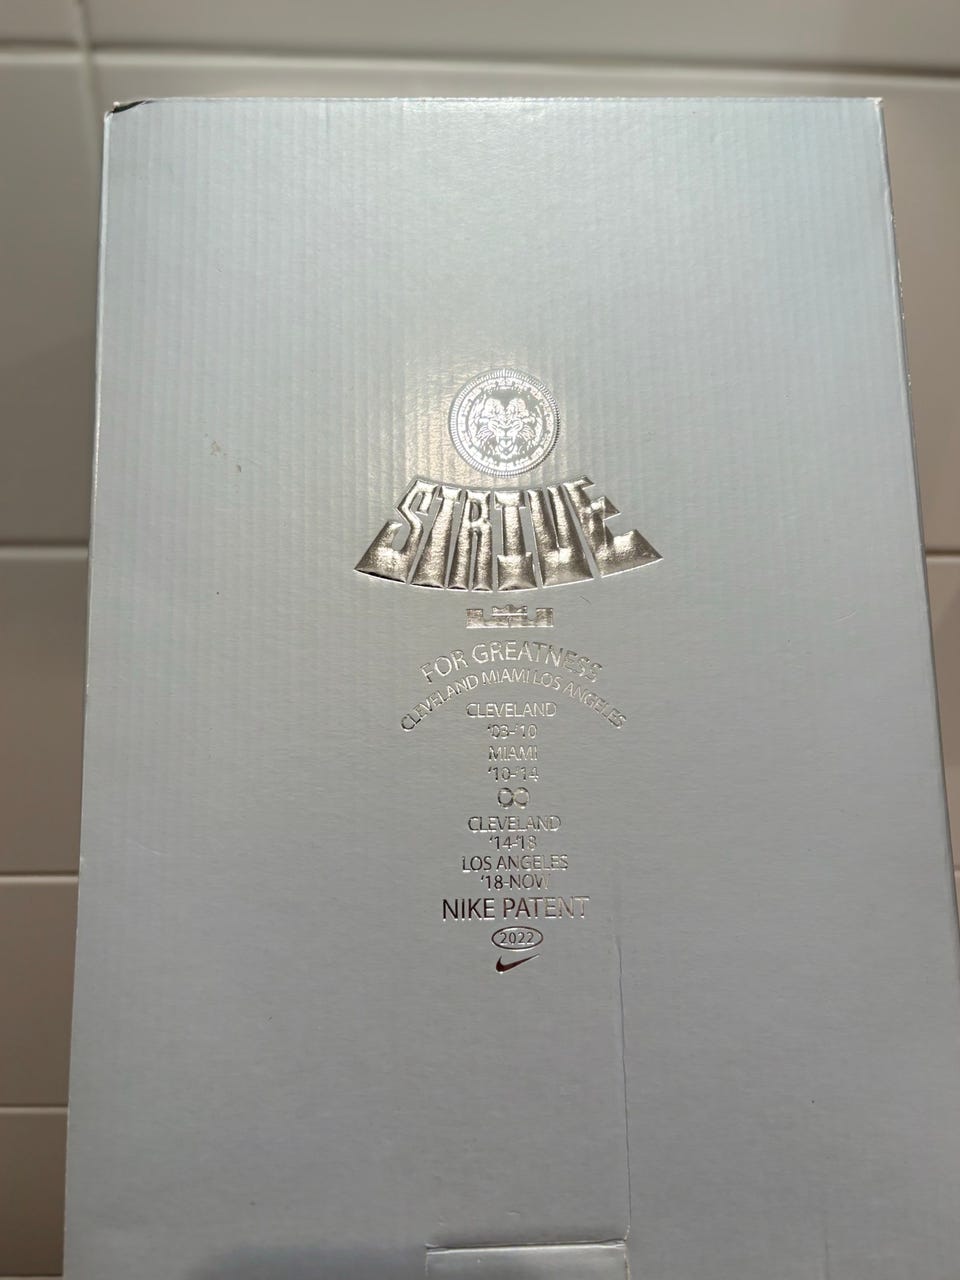 STRIVE
FOR GREATNESS
CLEVELAND MIAMI LOS ANGELES
CLEVELAND
'03-'10
MIAMI
'10-'14
∞
CLEVELAND
'14-'18
LOS ANGELES
'18-NOW
NIKE PATENT
2022